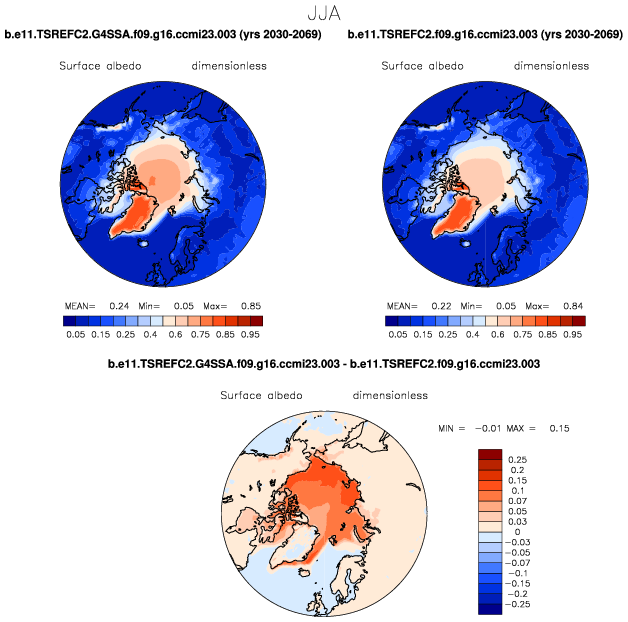 JJA
b.e11.TSREFC2.G4SSA.f09.g16.ccmi23.003 (yrs 2030-2069)
b.e11.TSREFC2.f09.g16.ccmi23.003 (yrs 2030-2069)
Surface albedo dimensionless
Surface albedo dimensionless
MEAN= 0.24 Min= 0.05 Max= 0.85
0.05 0.15 0.2 0.4 0.6 0.75 0.85 0.95
MEAN= 0.22 Min= 0.05 Max= 0.84
0.05 0.15 0.2 0.4 0.6 0.75 0.85 0.95
b.e11.TSREFC2.G4SSA.f09.g16.ccmi23.003 - b.e11.TSREFC2.f09.g16.ccmi23.003
Surface albedo dimensionless
MIN = -0.01 MAX = 0.15
0.25
0.2
0.15
0.1
0.07
0.05
0.03
0
-0.03
-0.05
-0.07
-0.1
-0.15
-0.2
-0.25